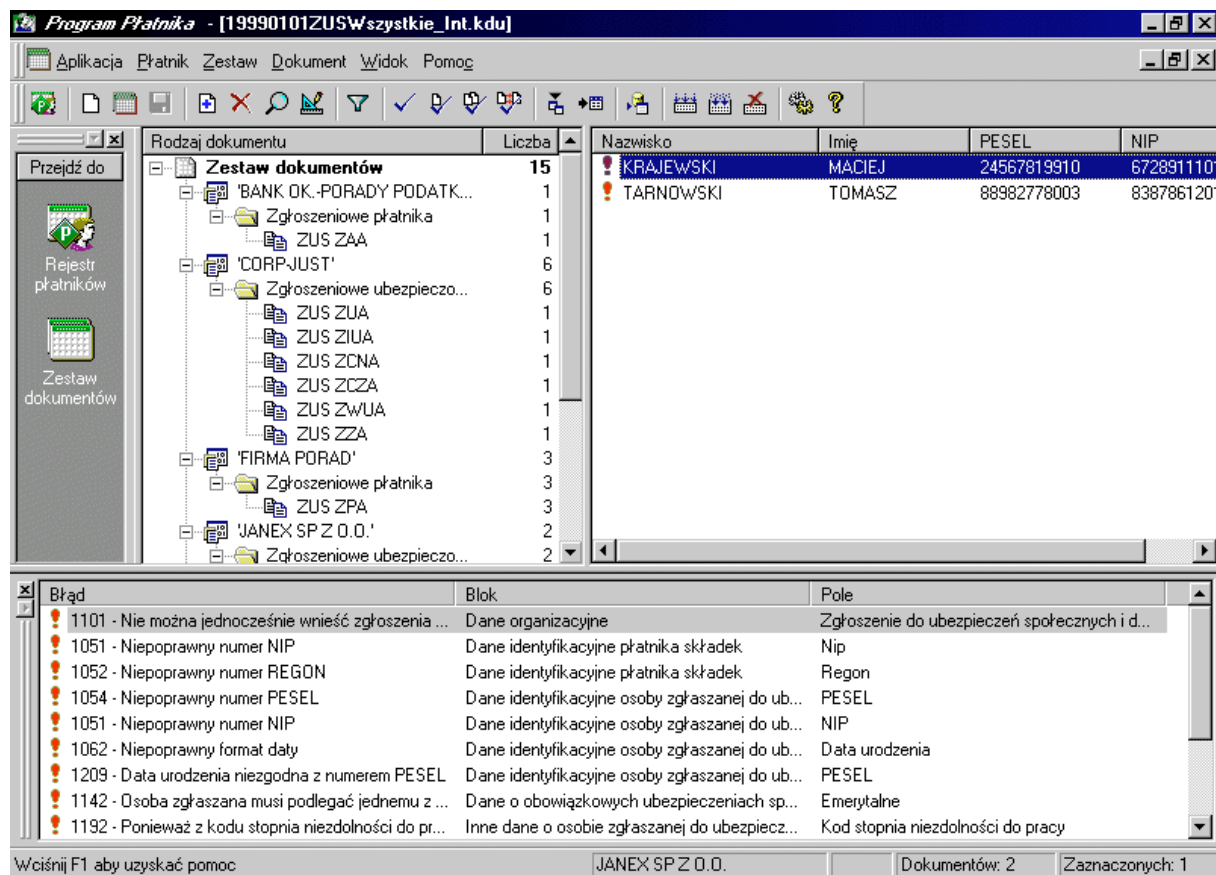 Program Płatnika - [19990101ZUSWszystkie_Int.kdu]
Aplikacja Płatnik Zestaw Dokument Widok Pomoc
Przejdź do
Rejestr
płatników
Zestaw
dokumentów
Rodzaj dokumentu Liczba
Zestaw dokumentów 15
'BANK OK.-PORADY PODATK... 1
Zgłoszeniowe płatnika 1
ZUS ZAA 1
'CORP-JUST' 6
Zgłoszeniowe ubezpieczo... 6
ZUS ZUA 1
ZUS ZIUA 1
ZUS ZCNA 1
ZUS ZCZA 1
ZUS ZWUA 1
ZUS ZZA 1
'FIRMA PORAD' 3
Zgłoszeniowe płatnika 3
ZUS ZPA 3
'JANEX SP Z O.O.' 2
Zgłoszeniowe ubezpieczo... 2
Nazwisko Imię PESEL NIP
KRAJEWSKI MACIEJ 24567819910 6728911101
TARNOWSKI TOMASZ 88982778003 8387861201
Błąd Blok Pole
1101 - Nie można jednocześnie wnieść zgłoszenia ... Dane organizacyjne Zgłoszenie do ubezpieczeń społecznych i d...
1051 - Niepoprawny numer NIP Dane identyfikacyjne płatnika składek Nip
1052 - Niepoprawny numer REGON Dane identyfikacyjne płatnika składek Regon
1054 - Niepoprawny numer PESEL Dane identyfikacyjne osoby zgłaszanej do ub... PESEL
1051 - Niepoprawny numer NIP Dane identyfikacyjne osoby zgłaszanej do ub... NIP
1062 - Niepoprawny format daty Dane identyfikacyjne osoby zgłaszanej do ub... Data urodzenia
1209 - Data urodzenia niezgodna z numerem PESEL Dane identyfikacyjne osoby zgłaszanej do ub... PESEL
1142 - Osoba zgłaszana musi podlegać jednemu z ... Dane o obowiązkowych ubezpieczeniach sp... Emerytalne
1192 - Ponieważ z kodu stopnia niezdolności do pr... Inne dane o osobie zgłaszanej do ubezpiecz... Kod stopnia niezdolności do pracy
Wciśnij F1 aby uzyskać pomoc JANEX SP Z O.O. Dokumentów: 2 Zaznaczonych: 1